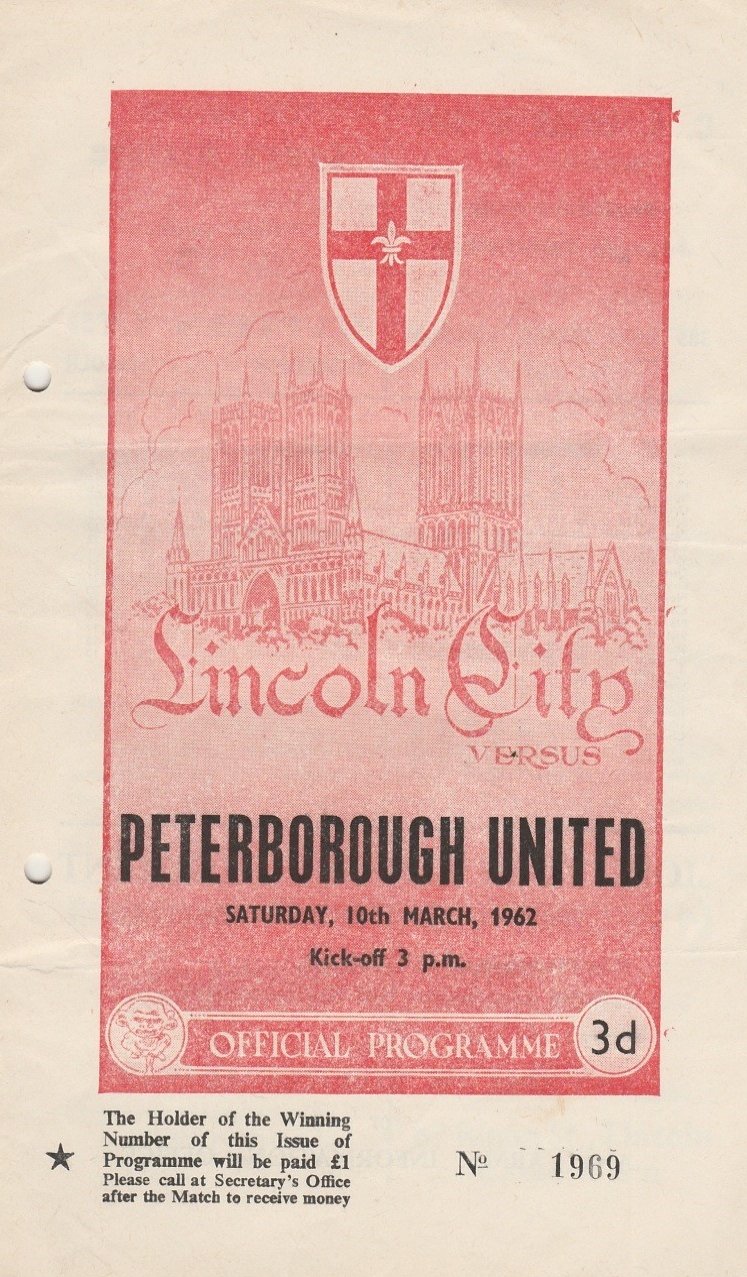 Lincoln City
VERSUS
PETERBOROUGH UNITED
SATURDAY, 10th MARCH, 1962
Kick-off 3 p.m.
OFFICIAL PROGRAMME
3d
The Holder of the Winning
Number of this Issue of
★ Programme will be paid £1
Please call at Secretary's Office
after the Match to receive money
Nº 1969